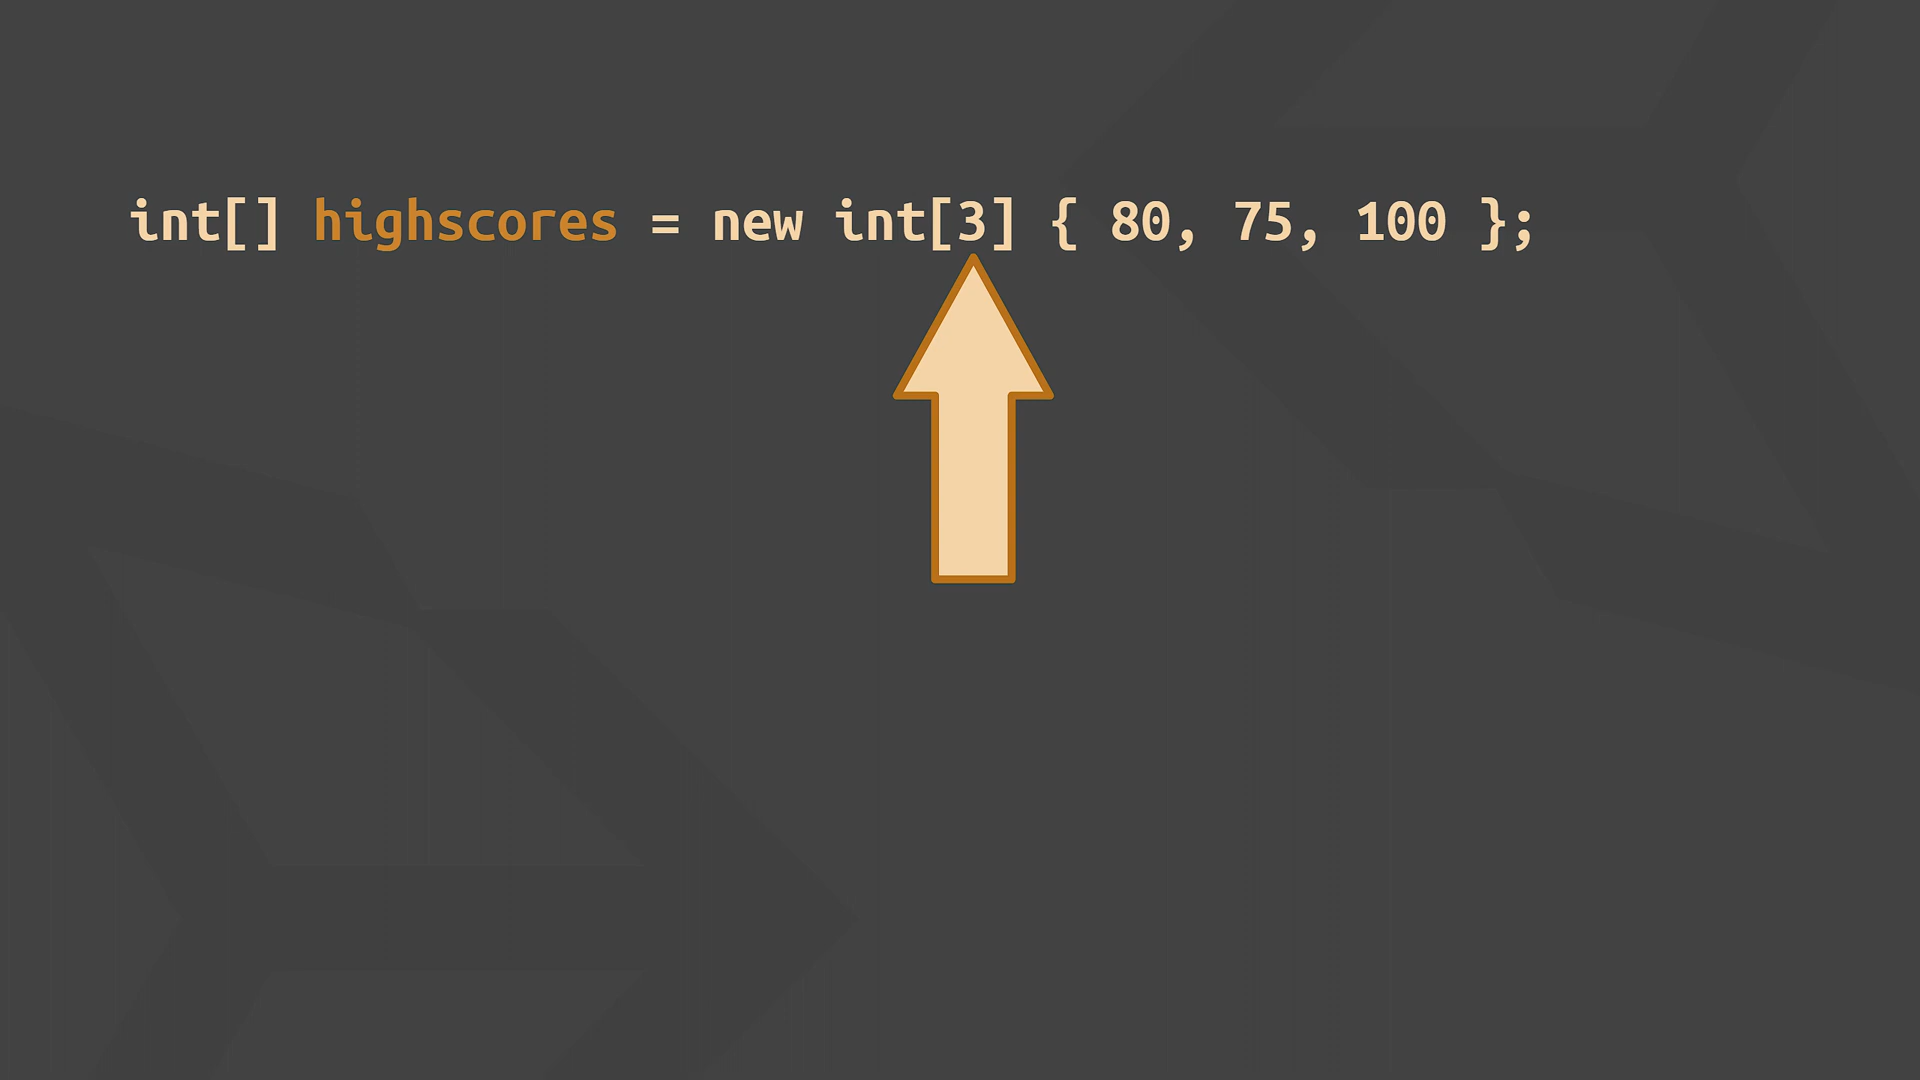 int[] highscores = new int[3] { 80, 75, 100 };